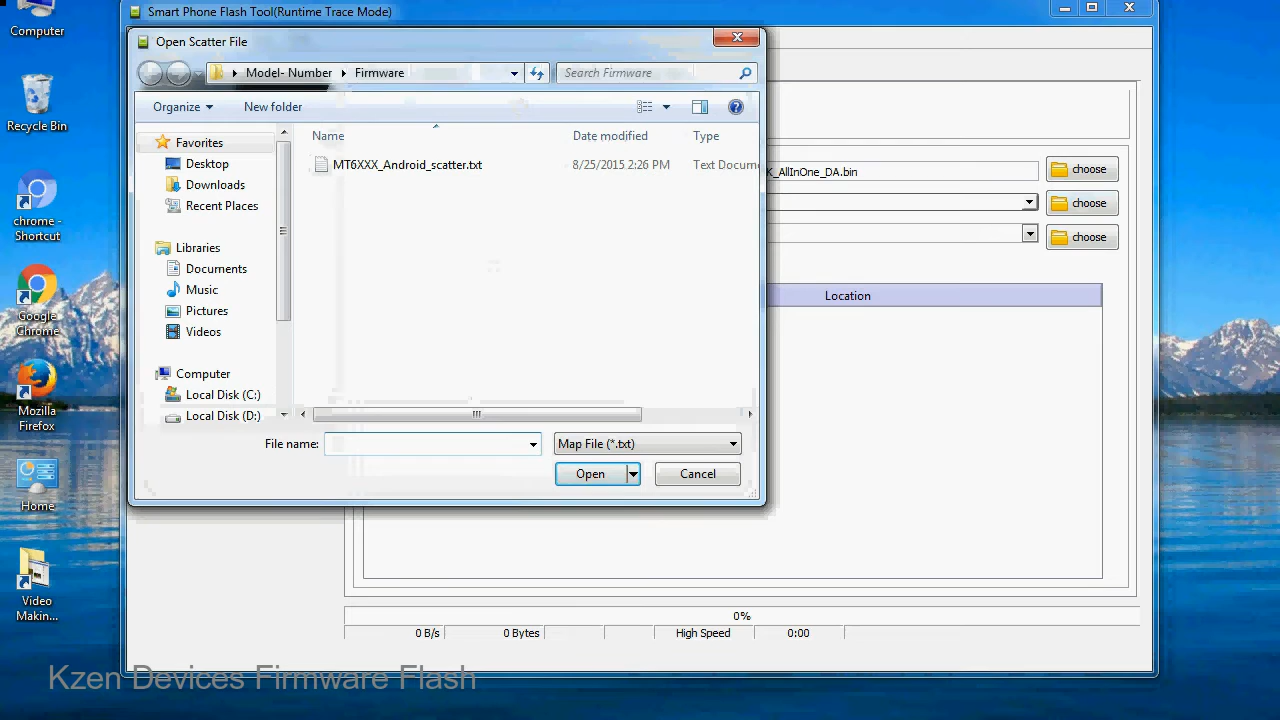 Computer
Recycle Bin
chrome -
Shortcut
Google
Chrome
Mozilla
Firefox
Home
Video
Makin...
Smart Phone Flash Tool(Runtime Trace Mode)
Open Scatter File
Model- Number
Firmware
Search Firmware
Organize
New folder
Name
Date modified
Type
Favorites
Desktop
Downloads
Recent Places
Libraries
Documents
Music
Pictures
Videos
Computer
Local Disk (C:)
Local Disk (D:)
MT6XXX_Android_scatter.txt
8/25/2015 2:26 PM
Text Docum
File name:
Map File (*.txt)
Open
Cancel
K_AllInOne_DA.bin
choose
choose
choose
Location
0%
0 B/s
0 Bytes
High Speed
0:00
Kzen Devices Firmware Flash